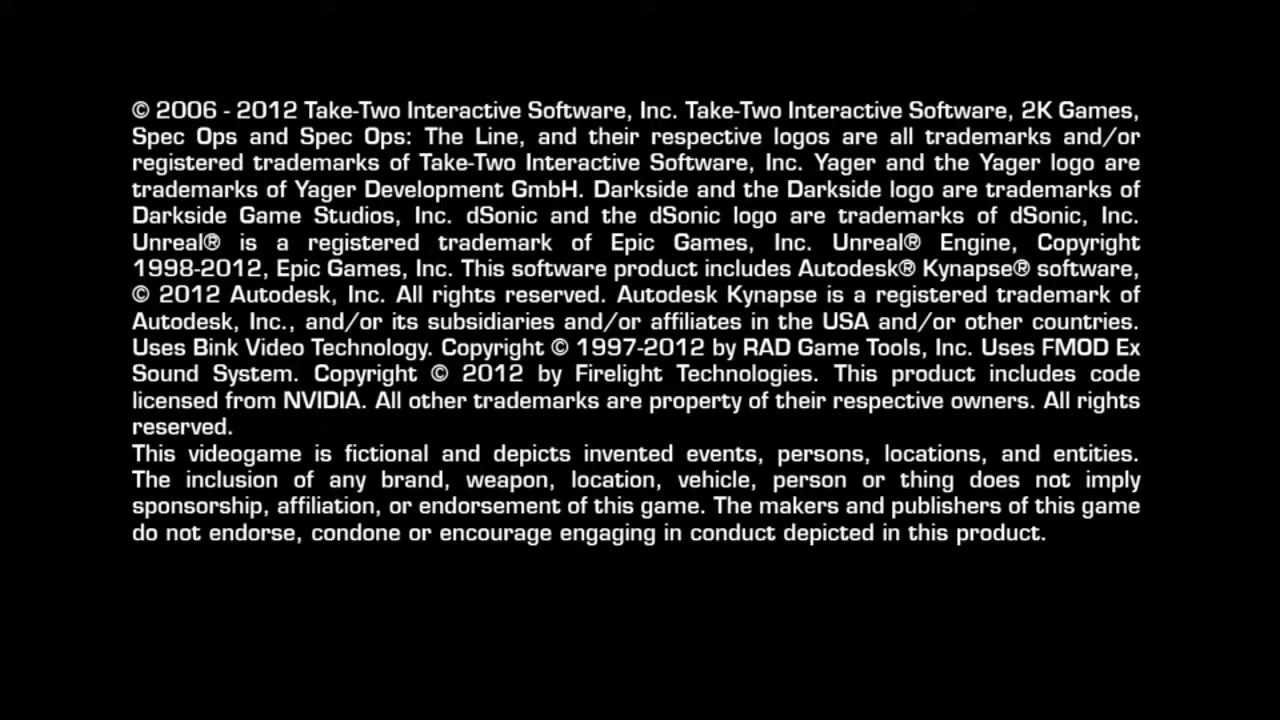 © 2006 - 2012 Take-Two Interactive Software, Inc. Take-Two Interactive Software, 2K Games,
Spec Ops and Spec Ops: The Line, and their respective logos are all trademarks and/or
registered trademarks of Take-Two Interactive Software, Inc. Yager and the Yager logo are
trademarks of Yager Development GmbH. Darkside and the Darkside logo are trademarks of
Darkside Game Studios, Inc. dSonic and the dSonic logo are trademarks of dSonic, Inc.
Unreal® is a registered trademark of Epic Games, Inc. Unreal® Engine, Copyright
1998-2012, Epic Games, Inc. This software product includes Autodesk® Kynapse® software,
© 2012 Autodesk, Inc. All rights reserved. Autodesk Kynapse is a registered trademark of
Autodesk, Inc., and/or its subsidiaries and/or affiliates in the USA and/or other countries.
Uses Bink Video Technology. Copyright © 1997-2012 by RAD Game Tools, Inc. Uses FMOD Ex
Sound System. Copyright © 2012 by Firelight Technologies. This product includes code
licensed from NVIDIA. All other trademarks are property of their respective owners. All rights
reserved.
This videogame is fictional and depicts invented events, persons, locations, and entities.
The inclusion of any brand, weapon, location, vehicle, person or thing does not imply
sponsorship, affiliation, or endorsement of this game. The makers and publishers of this game
do not endorse, condone or encourage engaging in conduct depicted in this product.